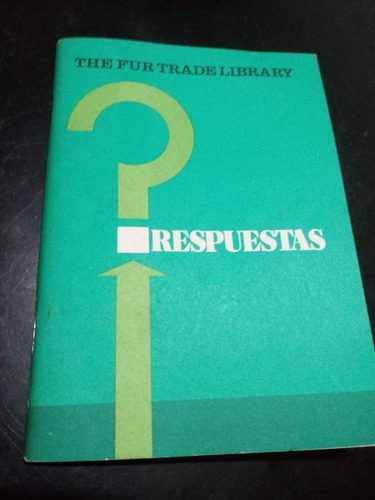 THE FUR TRADE LIBRARY
RESPUESTAS